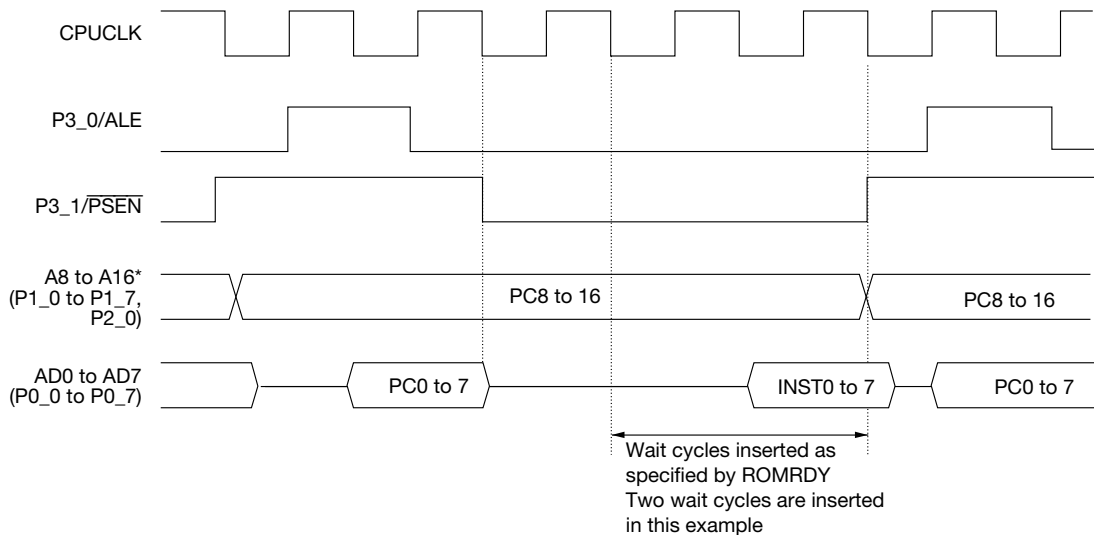 CPUCLK
P3_0/ALE
P3_1/P̅S̅E̅N̅
A8 to A16*
(P1_0 to P1_7,
P2_0)
PC8 to 16
PC8 to 16
AD0 to AD7
(P0_0 to P0_7)
PC0 to 7
INST0 to 7
PC0 to 7
Wait cycles inserted as
specified by ROMRDY
Two wait cycles are inserted
in this example